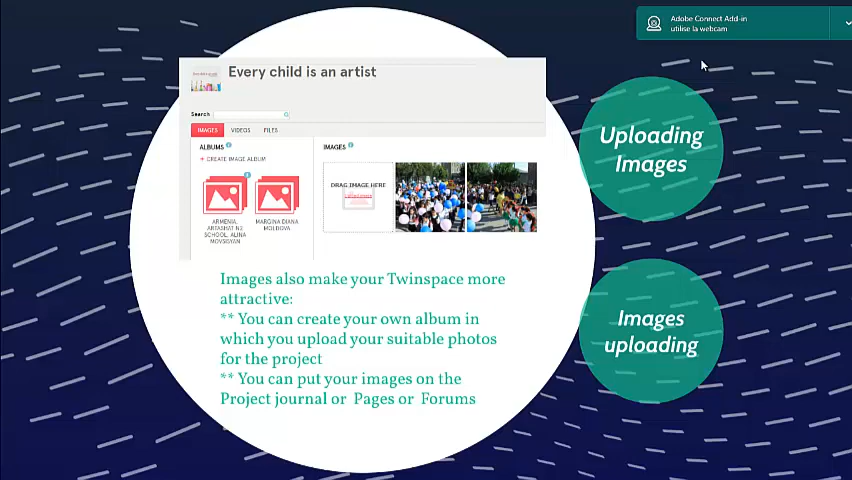 Adobe Connect Add-in
utilise la webcam
Every child is an artist
Search
IMAGES VIDEOS FILES
ALBUMS
CREATE IMAGE ALBUM
ARMENIA,
ARTASHAT N2
SCHOOL, ALINA
MOVSISYAN
MARGINA DIANA
MOLDOVA
IMAGES
DRAG IMAGE HERE
Uploading
Images
Images
uploading
Images also make your Twinspace more
attractive:
** You can create your own album in
which you upload your suitable photos
for the project
** You can put your images on the
Project journal or Pages or Forums